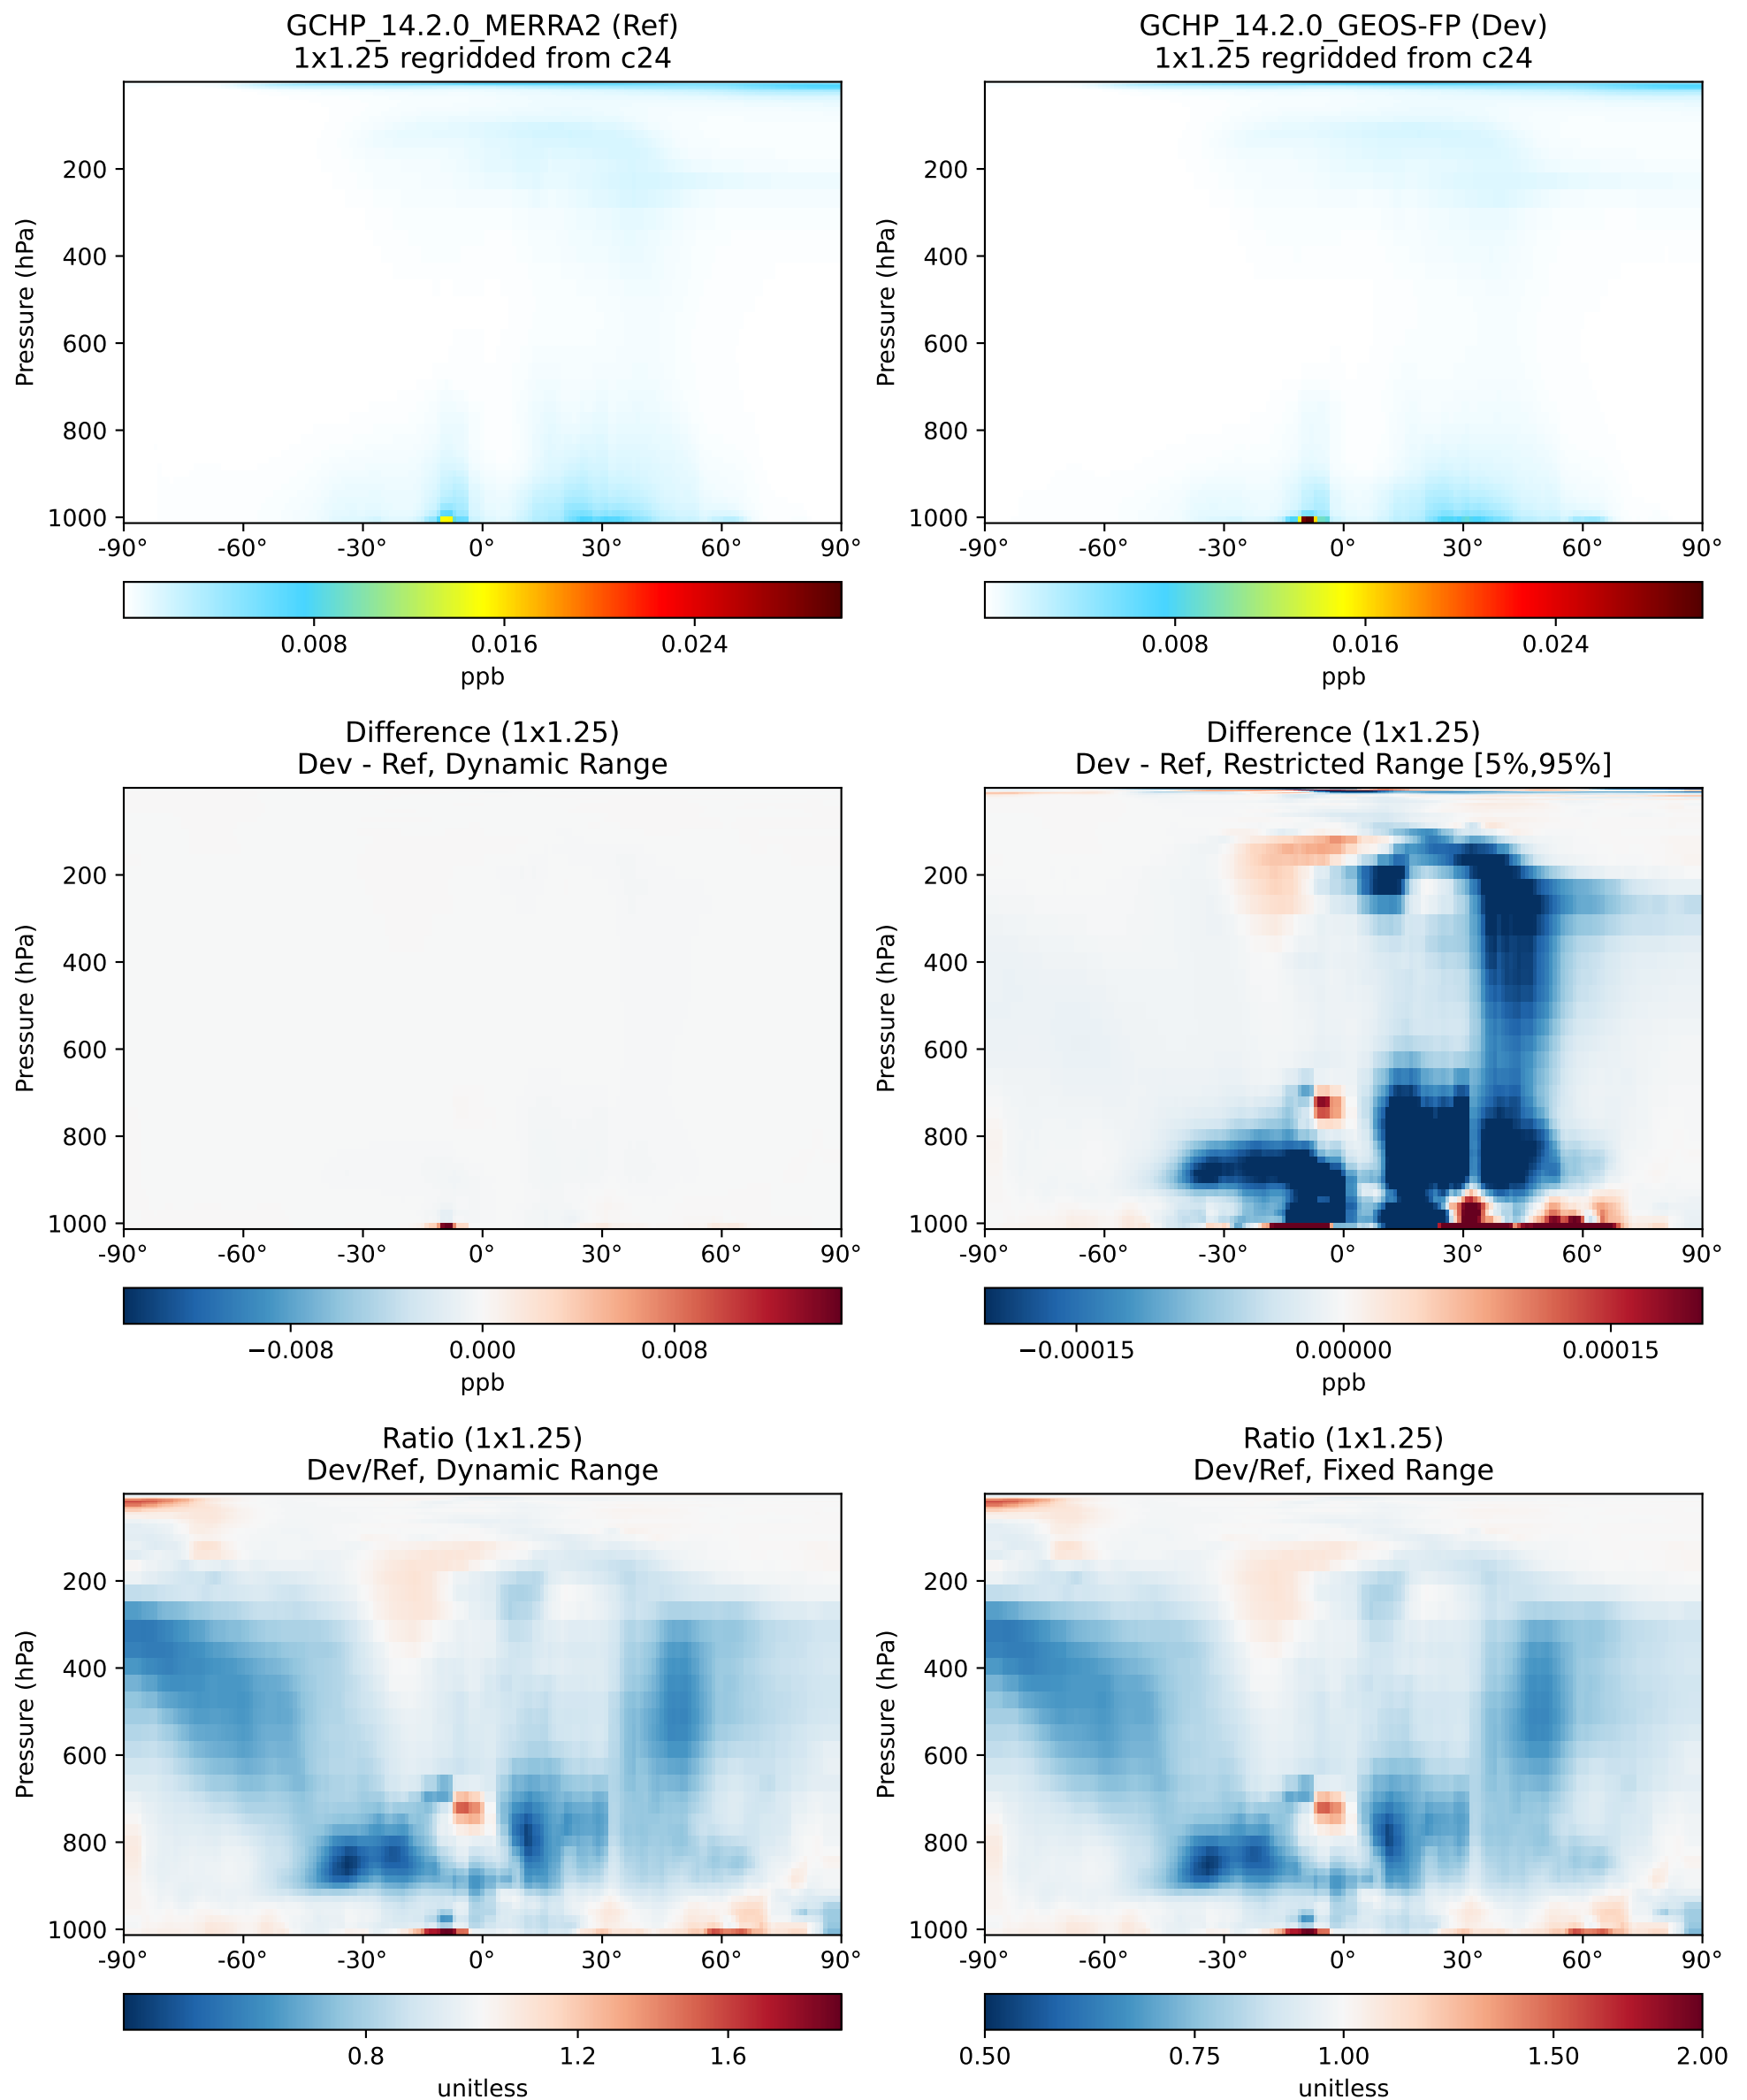 GCHP_14.2.0_MERRA2 (Ref)
1x1.25 regridded from c24
Pressure (hPa)
200
400
600
800
1000
-90° -60° -30° 0° 30° 60° 90°
0.008 0.016 0.024
ppb
GCHP_14.2.0_GEOS-FP (Dev)
1x1.25 regridded from c24
Pressure (hPa)
200
400
600
800
1000
-90° -60° -30° 0° 30° 60° 90°
0.008 0.016 0.024
ppb
Difference (1x1.25)
Dev - Ref, Dynamic Range
Pressure (hPa)
200
400
600
800
1000
-90° -60° -30° 0° 30° 60° 90°
−0.008 0.000 0.008
ppb
Difference (1x1.25)
Dev - Ref, Restricted Range [5%,95%]
Pressure (hPa)
200
400
600
800
1000
-90° -60° -30° 0° 30° 60° 90°
−0.00015 0.00000 0.00015
ppb
Ratio (1x1.25)
Dev/Ref, Dynamic Range
Pressure (hPa)
200
400
600
800
1000
-90° -60° -30° 0° 30° 60° 90°
0.8 1.2 1.6
unitless
Ratio (1x1.25)
Dev/Ref, Fixed Range
Pressure (hPa)
200
400
600
800
1000
-90° -60° -30° 0° 30° 60° 90°
0.50 0.75 1.00 1.50 2.00
unitless